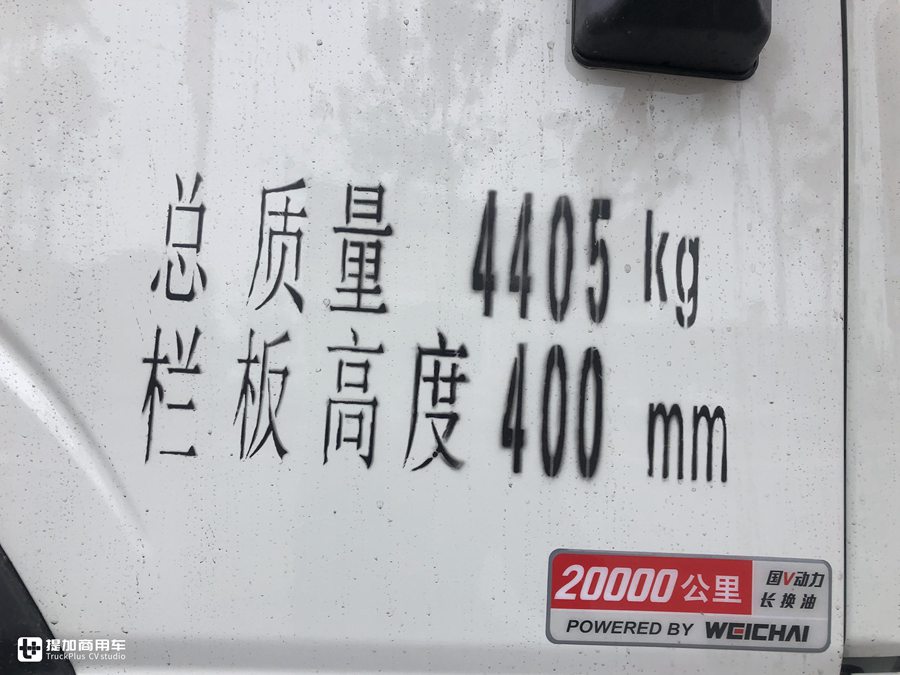 总质量 4405 kg
栏板高度 400 mm
20000公里
国V动力
长换油
POWERED BY WEICHAI
提加商用车
TruckPlus CVstudio